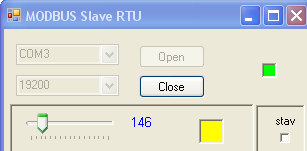 MODBUS Slave RTU
COM3
Open
19200
Close
146
stav